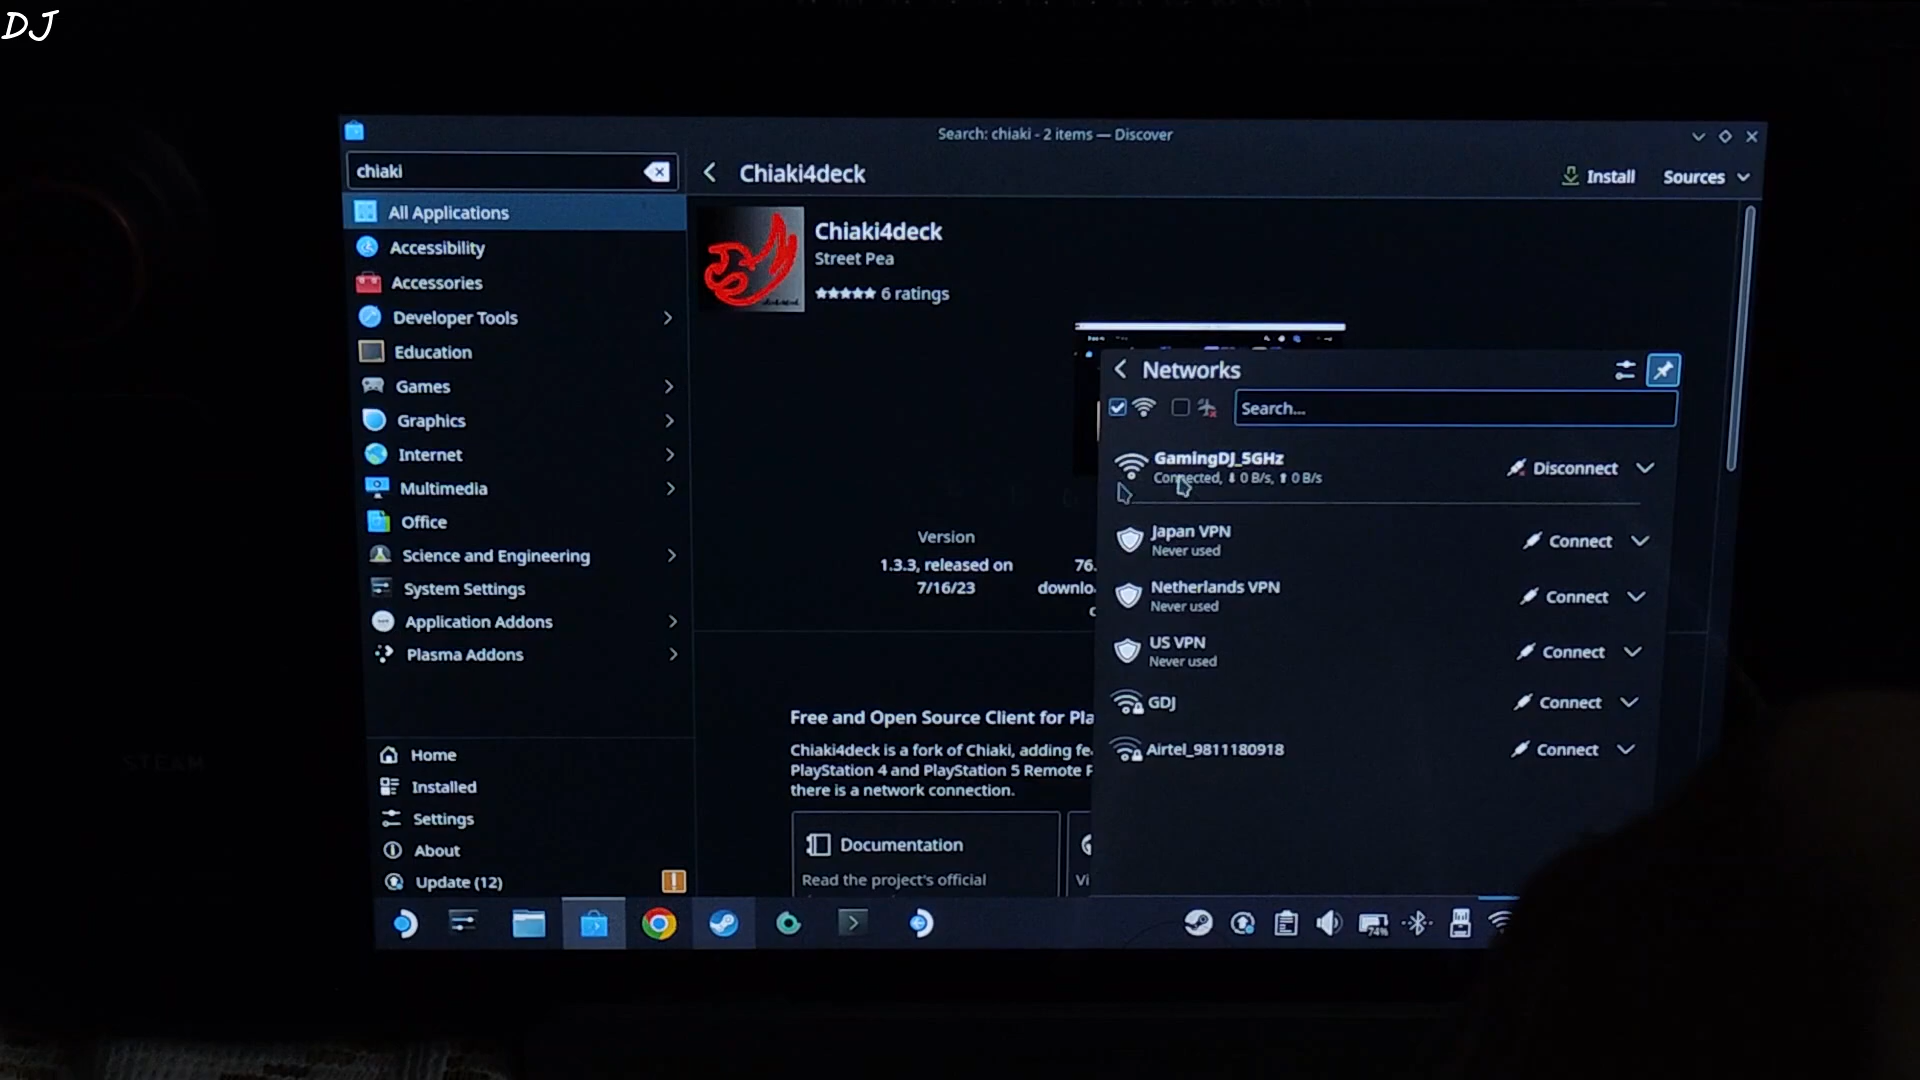 DJ
Search: chiaki - 2 items — Discover
chiaki
Chiaki4deck
Install
Sources
All Applications
Accessibility
Accessories
Developer Tools
Education
Games
Graphics
Internet
Multimedia
Office
Science and Engineering
System Settings
Application Addons
Plasma Addons
Home
Installed
Settings
About
Update (12)
Chiaki4deck
Street Pea
6 ratings
Version
1.3.3, released on
7/16/23
76.
downlo
Free and Open Source Client for Pla
Chiaki4deck is a fork of Chiaki, adding fe
PlayStation 4 and PlayStation 5 Remote P
there is a network connection.
Documentation
Read the project's official
Vi
Networks
Search...
GamingDJ_5GHz
Connected, ⬇ 0 B/s, ⬆ 0 B/s
Disconnect
Japan VPN
Never used
Connect
Netherlands VPN
Never used
Connect
US VPN
Never used
Connect
GDJ
Connect
Airtel_9811180918
Connect
74%
STEAM